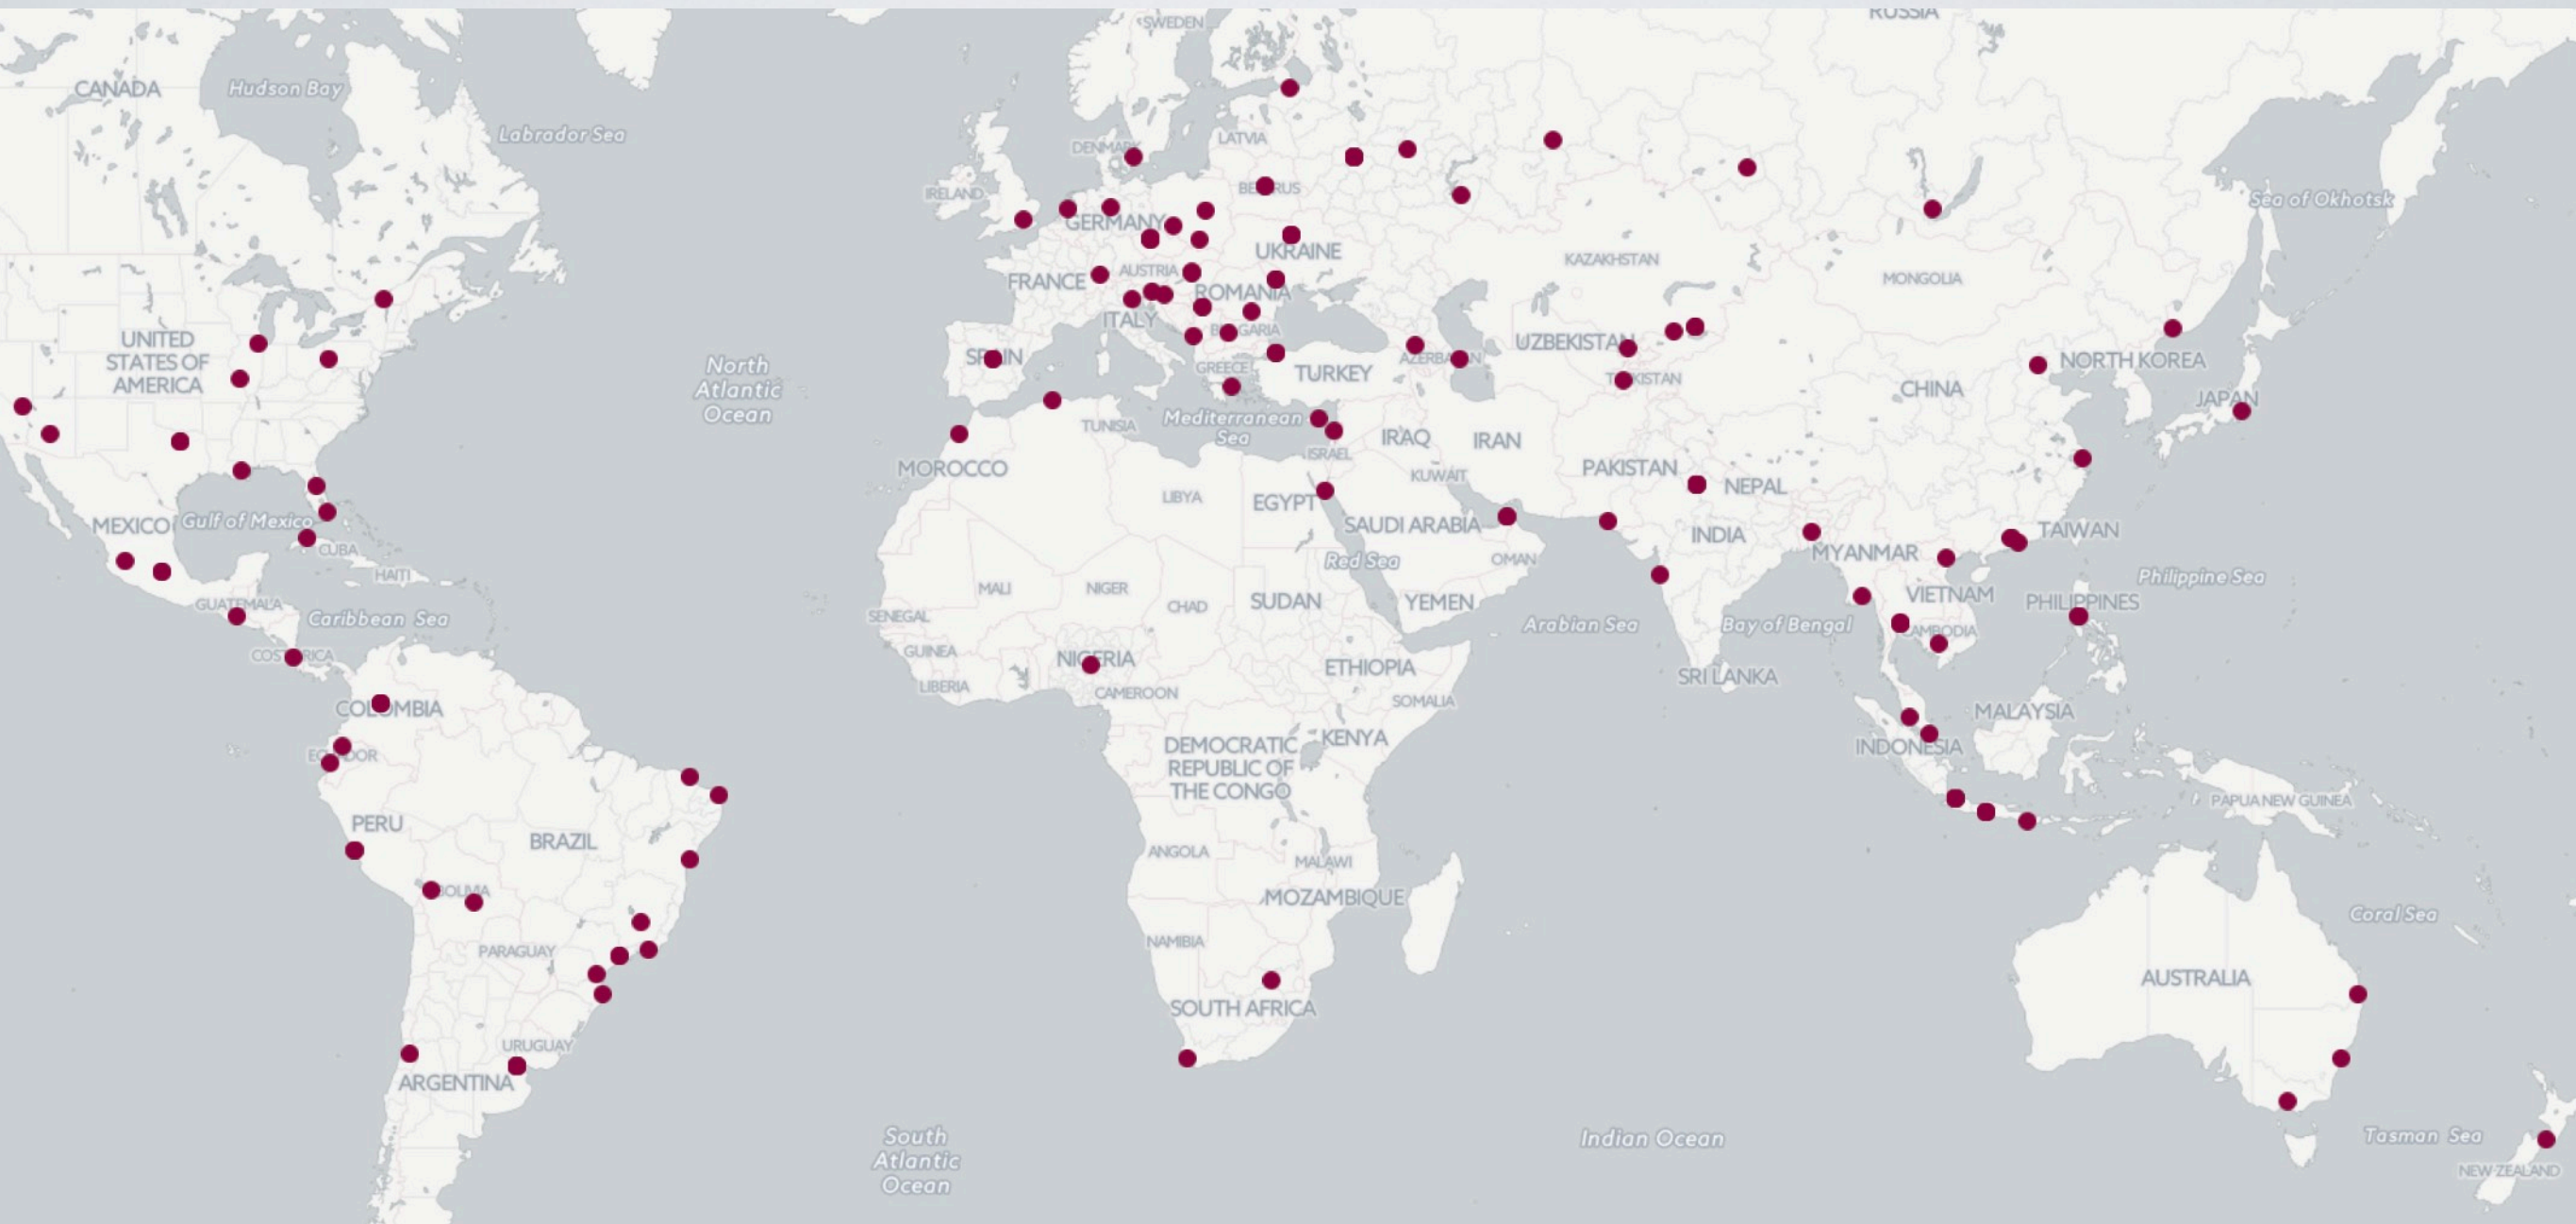 SWEDEN
RUSSIA
CANADA
Hudson Bay
Labrador Sea
LATVIA
DENMARK
IRELAND
BELARUS
Sea of Okhotsk
GERMANY
UKRAINE
KAZAKHSTAN
MONGOLIA
FRANCE
AUSTRIA
ROMANIA
ITALY
BULGARIA
UNITED
STATES OF
AMERICA
UZBEKISTAN
SPAIN
AZERBAIJAN
NORTH KOREA
North
Atlantic
Ocean
GREECE
TURKEY
TAJIKISTAN
CHINA
JAPAN
Mediterranean
Sea
TUNISIA
IRAQ
IRAN
ISRAEL
MOROCCO
KUWAIT
PAKISTAN
NEPAL
LIBYA
EGYPT
MEXICO
Gulf of Mexico
SAUDI ARABIA
INDIA
TAIWAN
CUBA
Red Sea
OMAN
MYANMAR
HAITI
Philippine Sea
MALI
NIGER
CHAD
SUDAN
YEMEN
VIETNAM
PHILIPPINES
GUATEMALA
Caribbean Sea
SENEGAL
Arabian Sea
Bay of Bengal
CAMBODIA
COSTA RICA
GUINEA
NIGERIA
ETHIOPIA
SRI LANKA
LIBERIA
CAMEROON
SOMALIA
COLOMBIA
MALAYSIA
ECUADOR
DEMOCRATIC
REPUBLIC OF
THE CONGO
KENYA
INDONESIA
PAPUA NEW GUINEA
PERU
BRAZIL
ANGOLA
MALAWI
BOLIVIA
MOZAMBIQUE
Coral Sea
PARAGUAY
NAMIBIA
AUSTRALIA
SOUTH AFRICA
URUGUAY
ARGENTINA
South
Atlantic
Ocean
Indian Ocean
Tasman Sea
NEW ZEALAND